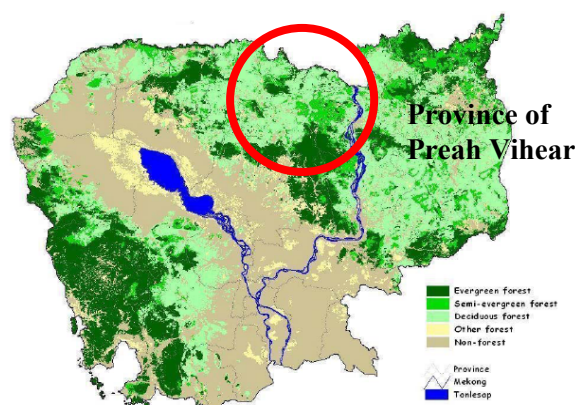 Province of
Preah Vihear
Evergreen forest
Semi-evergreen forest
Deciduous forest
Other forest
Non-forest
Province
Mekong
Tonlesap